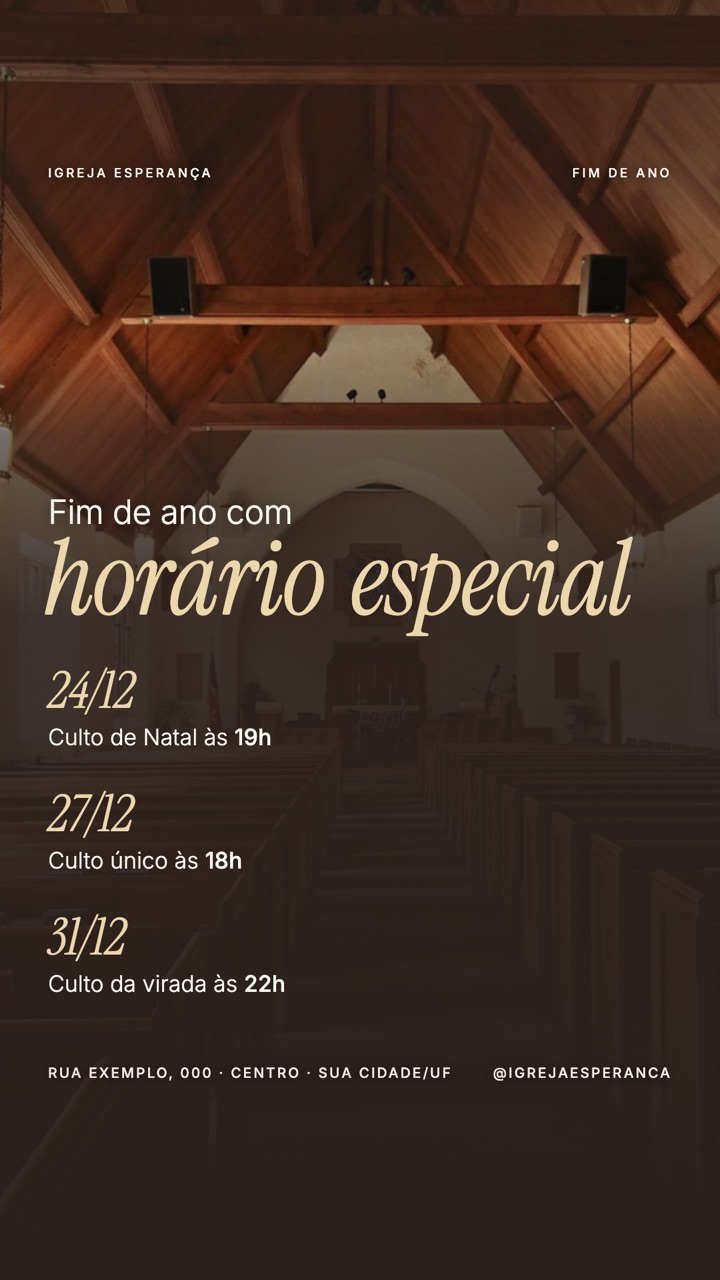 IGREJA ESPERANÇA
FIM DE ANO
Fim de ano com
horário especial
24/12
Culto de Natal às 19h
27/12
Culto único às 18h
31/12
Culto da virada às 22h
RUA EXEMPLO, 000 · CENTRO · SUA CIDADE/UF
@IGREJAESPERANCA